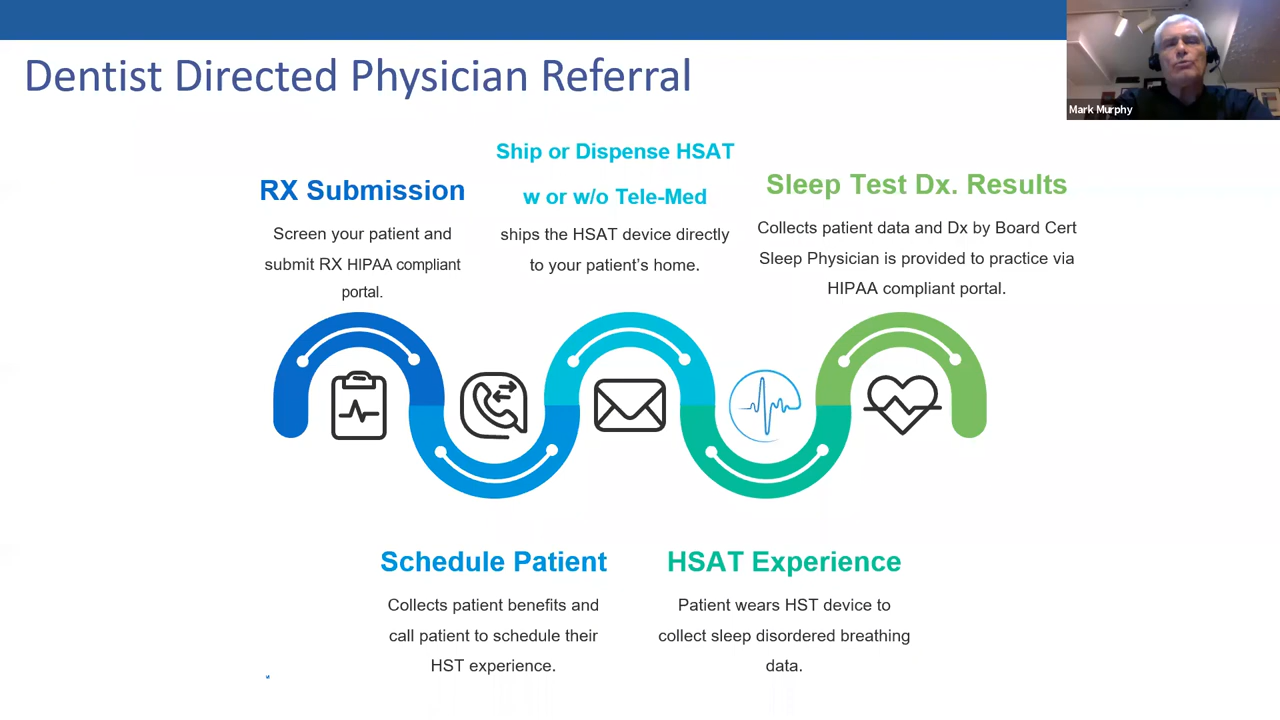 Dentist Directed Physician Referral
Mark Murphy
RX Submission
Screen your patient and
submit RX HIPAA compliant
portal.
Ship or Dispense HSAT
w or w/o Tele-Med
ships the HSAT device directly
to your patient's home.
Sleep Test Dx. Results
Collects patient data and Dx by Board Cert
Sleep Physician is provided to practice via
HIPAA compliant portal.
Schedule Patient
Collects patient benefits and
call patient to schedule their
HST experience.
HSAT Experience
Patient wears HST device to
collect sleep disordered breathing
data.